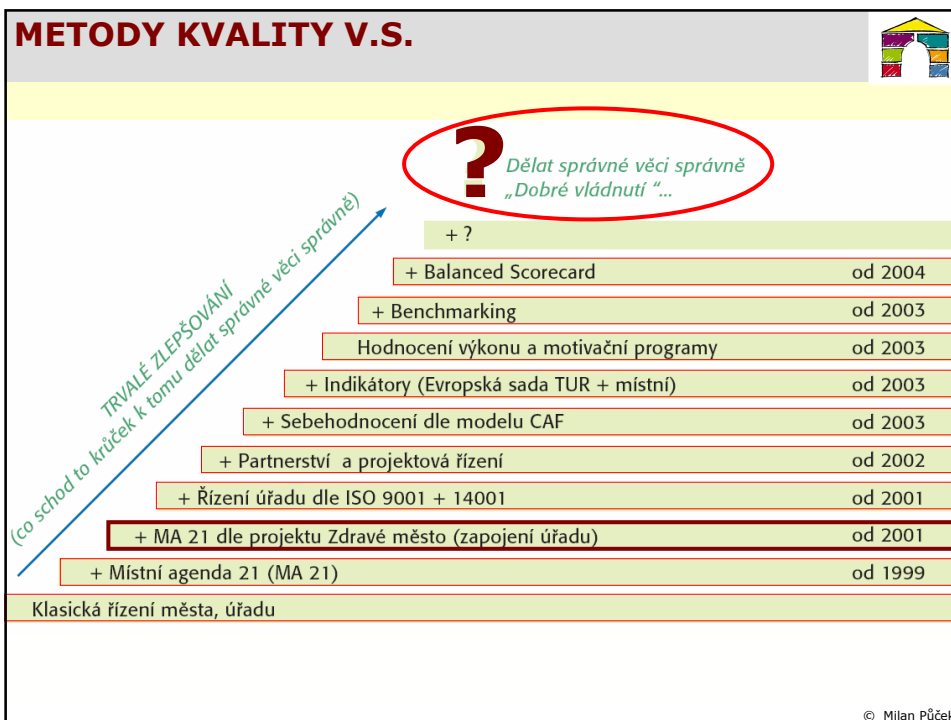 METODY KVALITY V.S.
?
Dělat správné věci správně
„Dobré vládnutí “...
TRVALÉ ZLEPŠOVÁNÍ
(co schod to krůček k tomu dělat správné věci správně)
+ ?
+ Balanced Scorecard od 2004
+ Benchmarking od 2003
Hodnocení výkonu a motivační programy od 2003
+ Indikátory (Evropská sada TUR + místní) od 2003
+ Sebehodnocení dle modelu CAF od 2003
+ Partnerství a projektová řízení od 2002
+ Řízení úřadu dle ISO 9001 + 14001 od 2001
+ MA 21 dle projektu Zdravé město (zapojení úřadu) od 2001
+ Místní agenda 21 (MA 21) od 1999
Klasická řízení města, úřadu
© Milan Půček